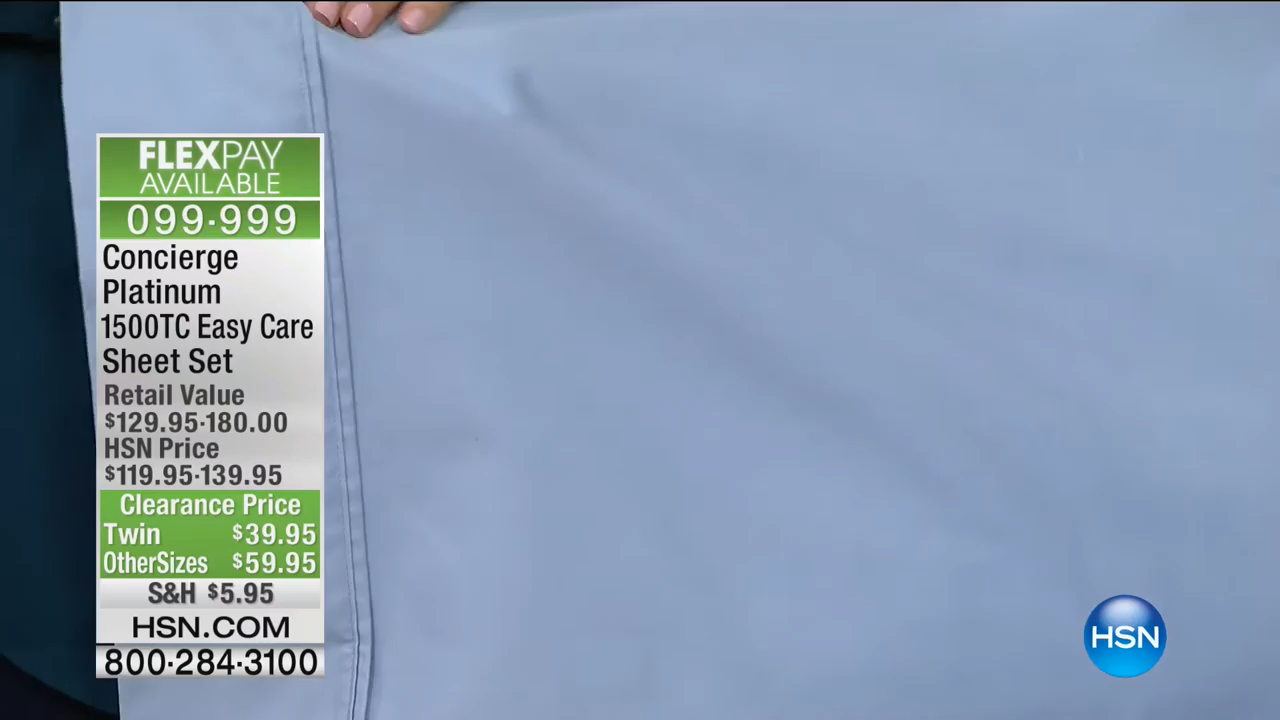 FLEXPAY
AVAILABLE
099·999
Concierge
Platinum
1500TC Easy Care
Sheet Set
Retail Value
$129.95·180.00
HSN Price
$119.95·139.95
Clearance Price
Twin $39.95
OtherSizes $59.95
S&H $5.95
HSN.COM
800·284·3100
HSN